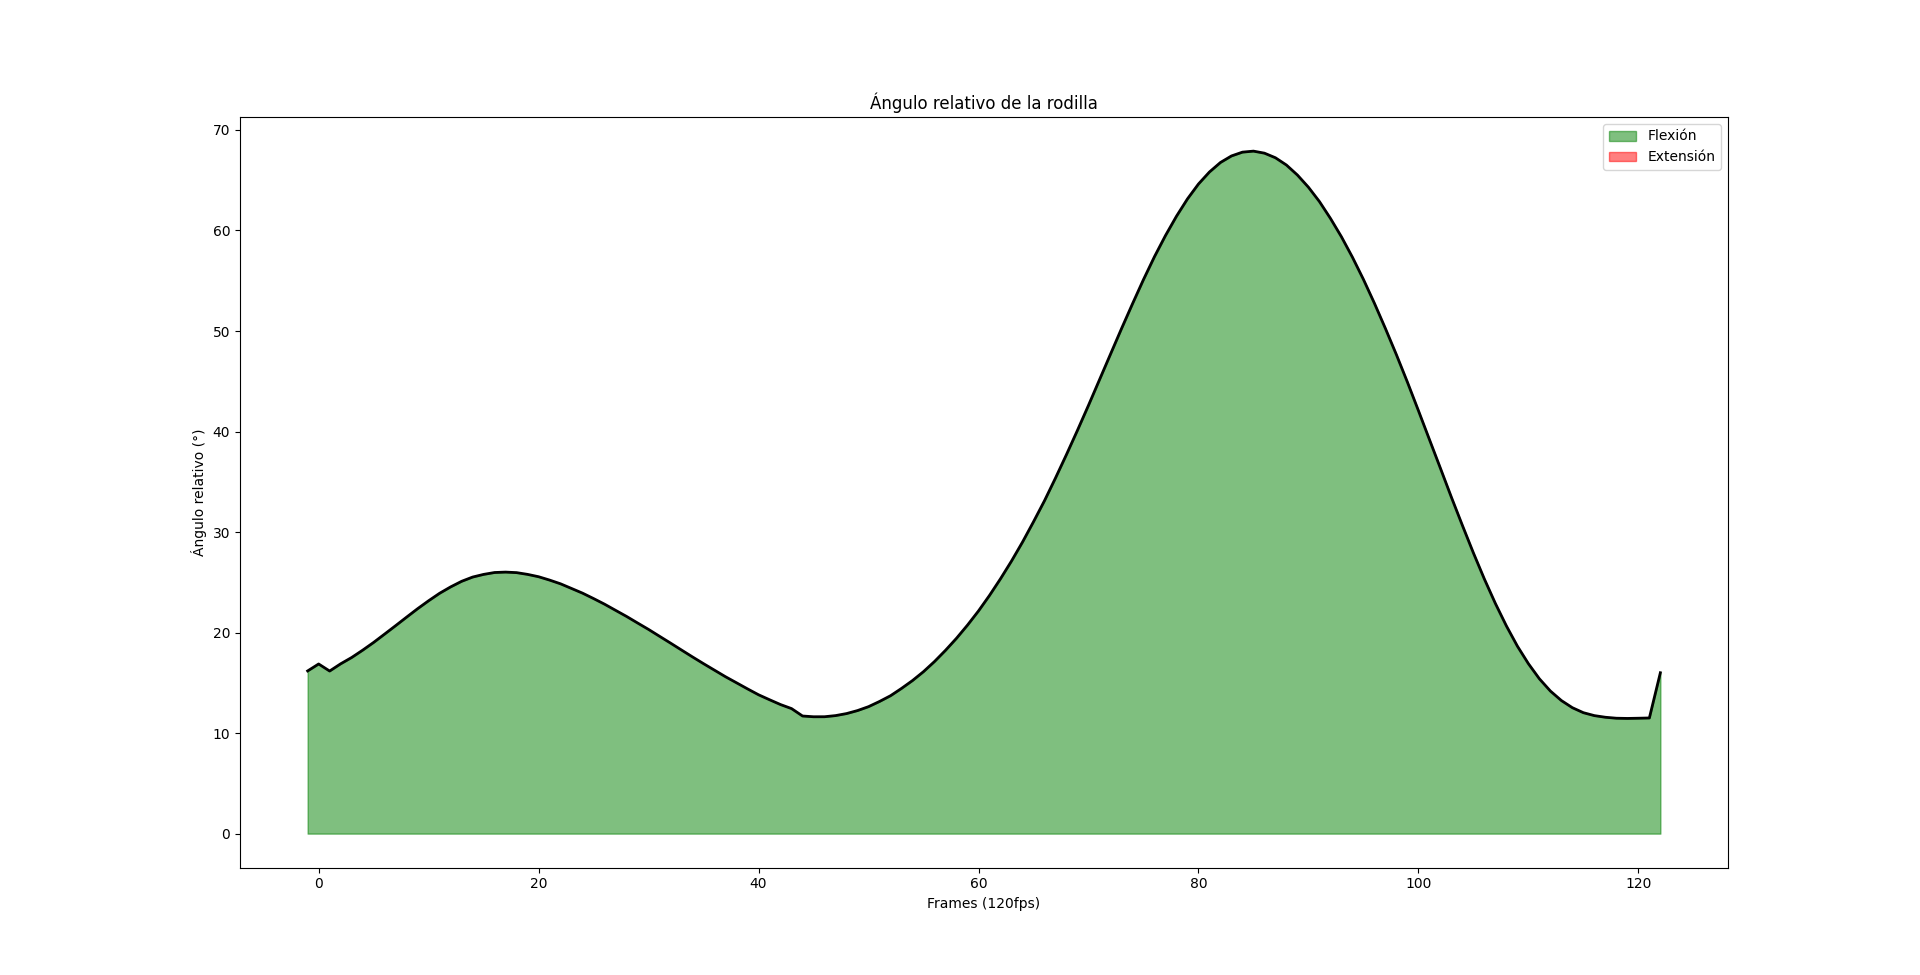 Ángulo relativo de la rodilla
Flexión
Extensión
Ángulo relativo (°)
70
60
50
40
30
20
10
0
0 20 40 60 80 100 120
Frames (120fps)